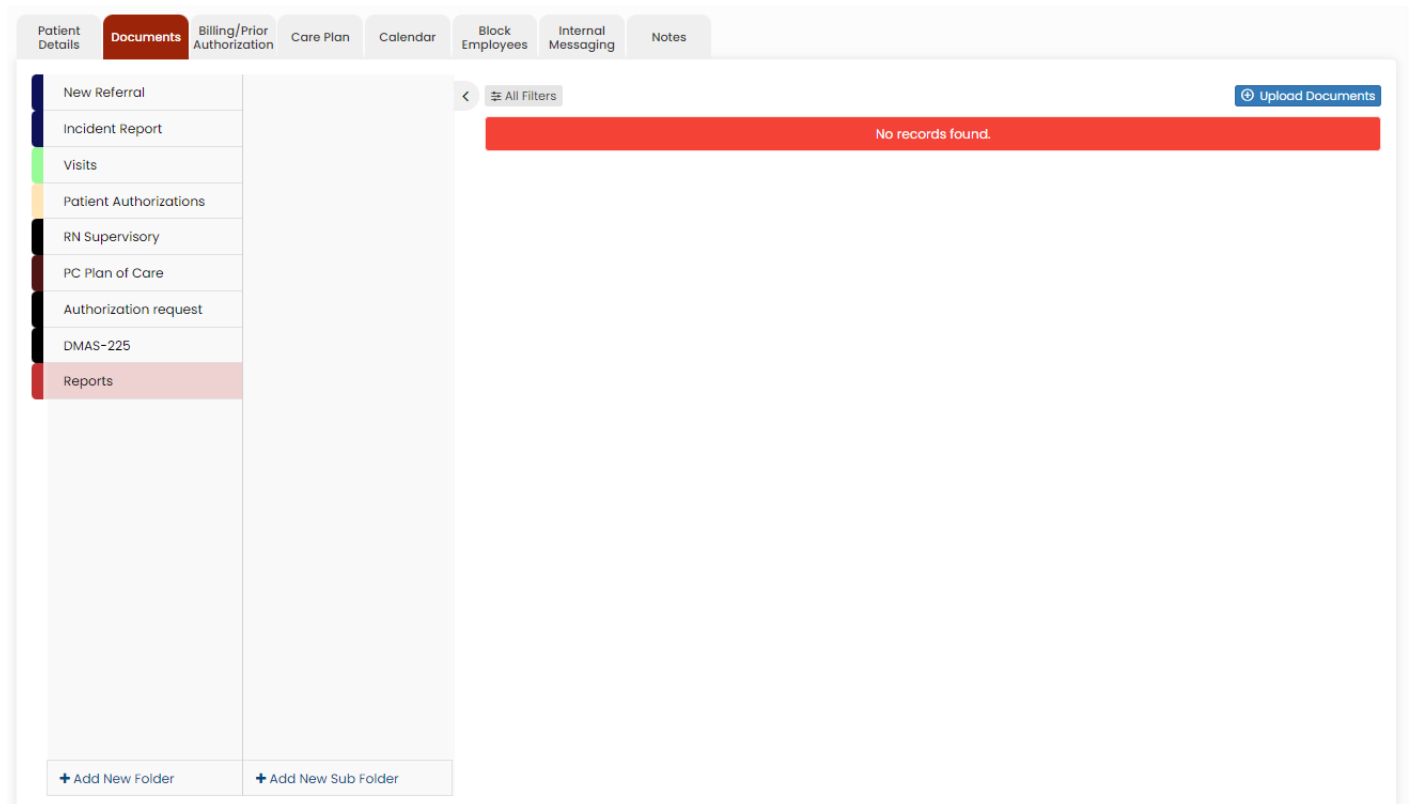 Patient
Details
Documents
Billing/Prior
Authorization
Care Plan
Calendar
Block
Employees
Internal
Messaging
Notes
New Referral
Incident Report
Visits
Patient Authorizations
RN Supervisory
PC Plan of Care
Authorization request
DMAS-225
Reports
+ Add New Folder
+ Add New Sub Folder
All Filters
Upload Documents
No records found.